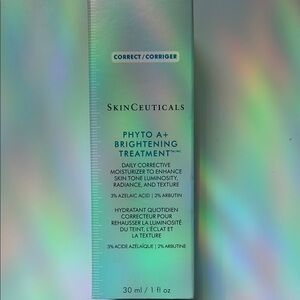 CORRECT/CORRIGER
SKINCEUTICALS
PHYTO A+
BRIGHTENING
TREATMENT
DAILY CORRECTIVE
MOISTURIZER TO ENHANCE
SKIN TONE LUMINOSITY,
RADIANCE, AND TEXTURE
3% AZELAIC ACID | 2% ARBUTIN
HYDRATANT QUOTIDIEN
CORRECTEUR POUR
REHAUSSER LA LUMINOSITÉ
DU TEINT, L'ÉCLAT ET
LA TEXTURE
3% ACIDE AZÉLAÏQUE | 2% ARBUTINE
30 ml / 1 fl oz